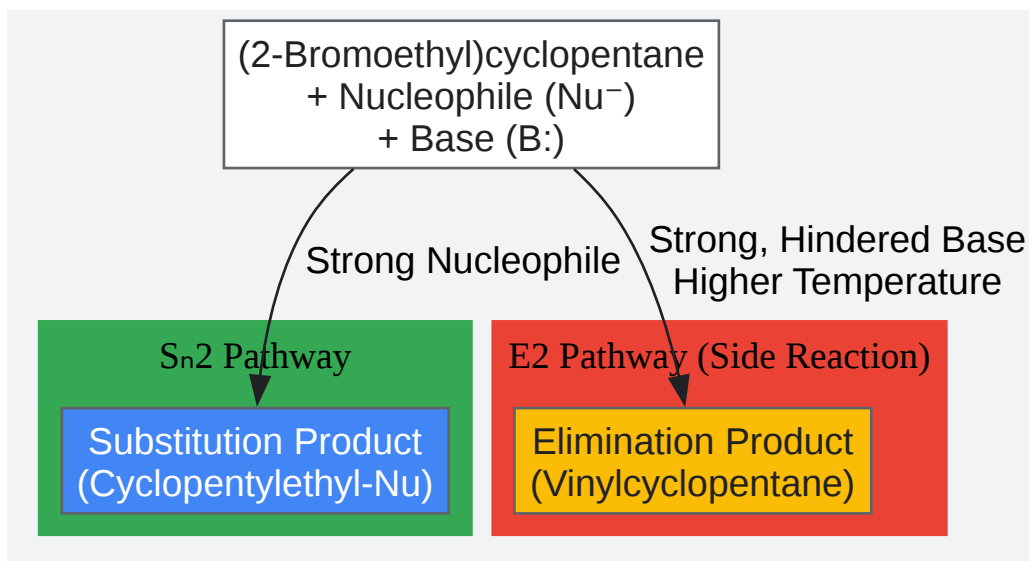 (2-Bromoethyl)cyclopentane
+ Nucleophile (Nu⁻)
+ Base (B:)
Strong Nucleophile
Strong, Hindered Base
Higher Temperature
Sₙ2 Pathway
E2 Pathway (Side Reaction)
Substitution Product
(Cyclopentylethyl-Nu)
Elimination Product
(Vinylcyclopentane)